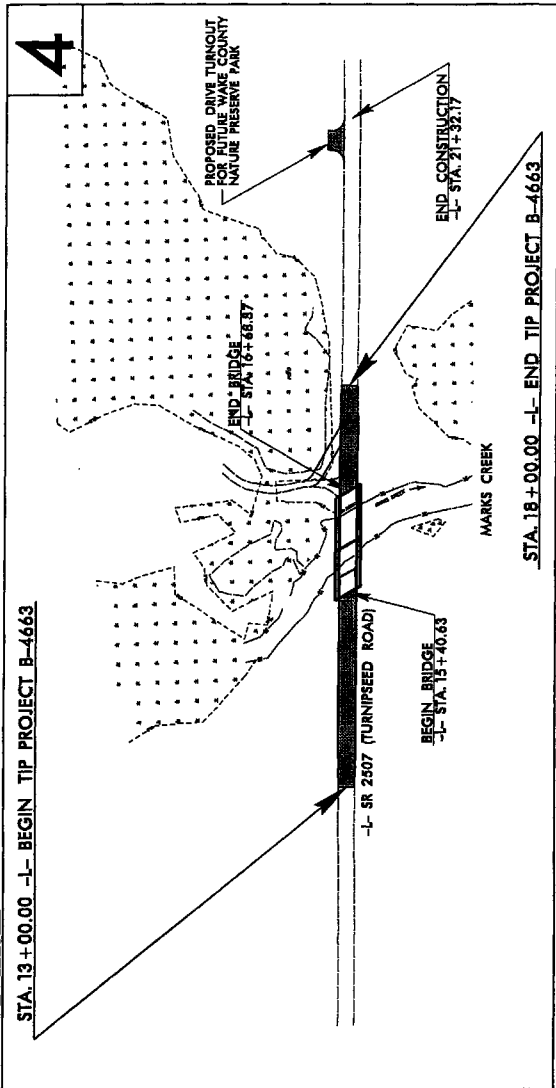 4
STA. 13+00.00 -L- BEGIN TIP PROJECT B-4663
PROPOSED DRIVE TURNOUT
FOR FUTURE WAKE COUNTY
NATURE PRESERVE PARK
END BRIDGE
-L- STA. 16+68.87
-L- SR 2507 (TURNIPSEED ROAD)
BEGIN BRIDGE
-L- STA. 15+40.63
MARKS CREEK
END CONSTRUCTION
-L- STA. 21+32.17
STA. 18+00.00 -L- END TIP PROJECT B-4663